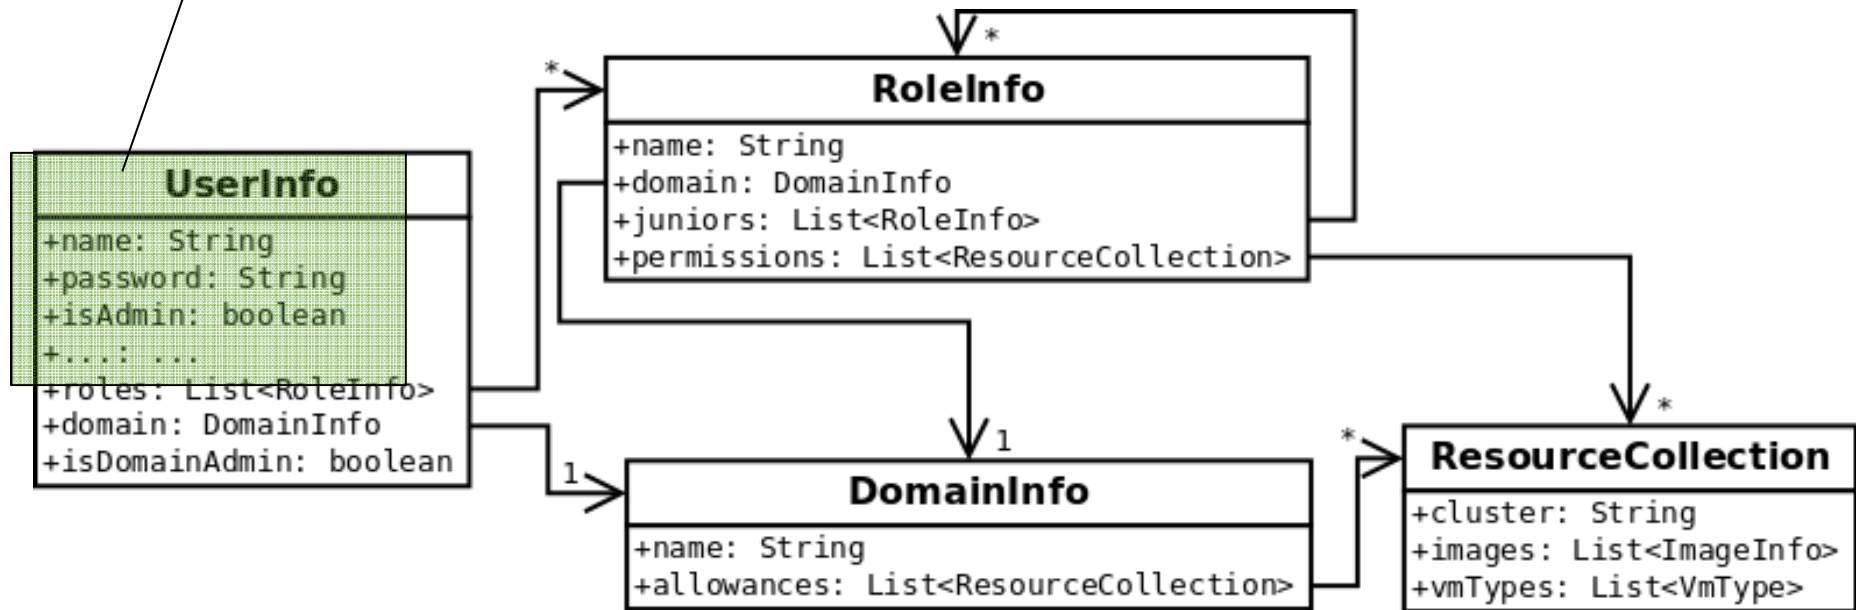 *
*
RoleInfo
+name: String
+domain: DomainInfo
+juniors: List<RoleInfo>
+permissions: List<ResourceCollection>
UserInfo
+name: String
+password: String
+isAdmin: boolean
+...: ...
+roles: List<RoleInfo>
+domain: DomainInfo
+isDomainAdmin: boolean
1
1
DomainInfo
+name: String
+allowances: List<ResourceCollection>
*
*
ResourceCollection
+cluster: String
+images: List<ImageInfo>
+vmTypes: List<VmType>